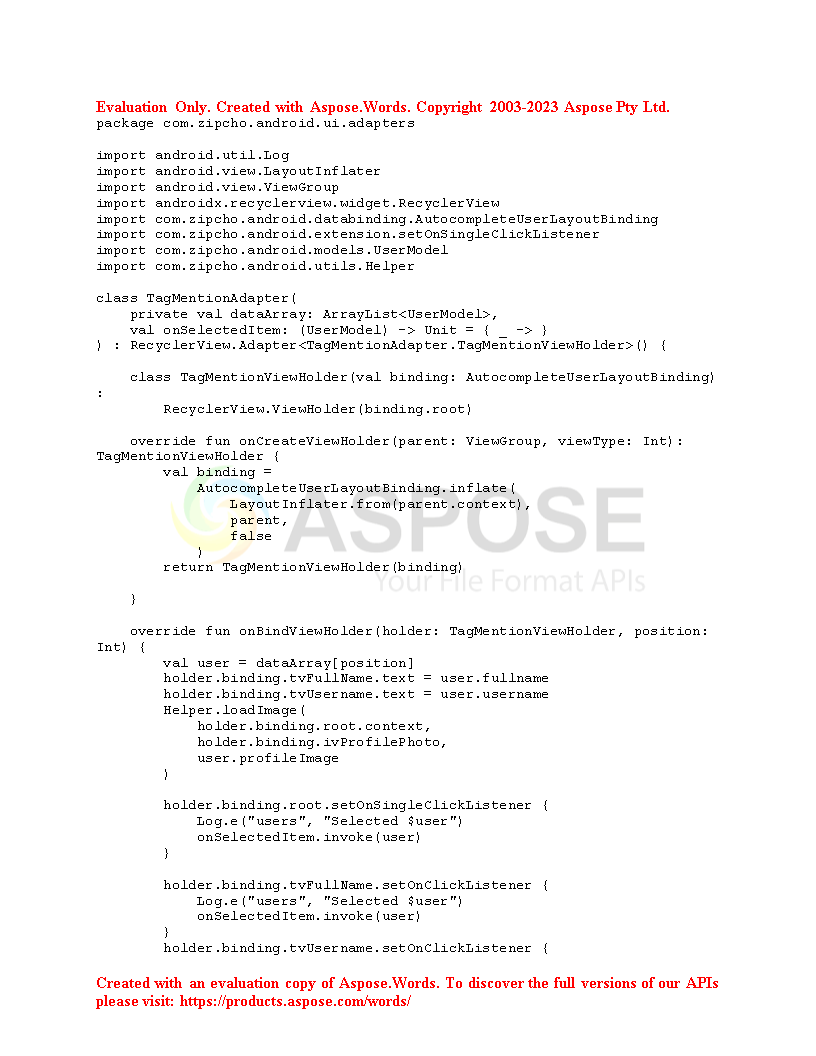 Evaluation Only. Created with Aspose.Words. Copyright 2003-2023 Aspose Pty Ltd.
package com.zipcho.android.ui.adapters

import android.util.Log
import android.view.LayoutInflater
import android.view.ViewGroup
import androidx.recyclerview.widget.RecyclerView
import com.zipcho.android.databinding.AutocompleteUserLayoutBinding
import com.zipcho.android.extension.setOnSingleClickListener
import com.zipcho.android.models.UserModel
import com.zipcho.android.utils.Helper

class TagMentionAdapter(
    private val dataArray: ArrayList<UserModel>,
    val onSelectedItem: (UserModel) -> Unit = { _ -> }
) : RecyclerView.Adapter<TagMentionAdapter.TagMentionViewHolder>() {

    class TagMentionViewHolder(val binding: AutocompleteUserLayoutBinding)
:
        RecyclerView.ViewHolder(binding.root)

    override fun onCreateViewHolder(parent: ViewGroup, viewType: Int):
TagMentionViewHolder {
        val binding =
            AutocompleteUserLayoutBinding.inflate(
                LayoutInflater.from(parent.context),
                parent,
                false
            )
        return TagMentionViewHolder(binding)
ASPOSE
Your File Format APIs

    }

    override fun onBindViewHolder(holder: TagMentionViewHolder, position:
Int) {
        val user = dataArray[position]
        holder.binding.tvFullName.text = user.fullname
        holder.binding.tvUsername.text = user.username
        Helper.loadImage(
            holder.binding.root.context,
            holder.binding.ivProfilePhoto,
            user.profileImage
        )

        holder.binding.root.setOnSingleClickListener {
            Log.e("users", "Selected $user")
            onSelectedItem.invoke(user)
        }

        holder.binding.tvFullName.setOnClickListener {
            Log.e("users", "Selected $user")
            onSelectedItem.invoke(user)
        }
        holder.binding.tvUsername.setOnClickListener {

Created with an evaluation copy of Aspose.Words. To discover the full versions of our APIs
please visit: https://products.aspose.com/words/